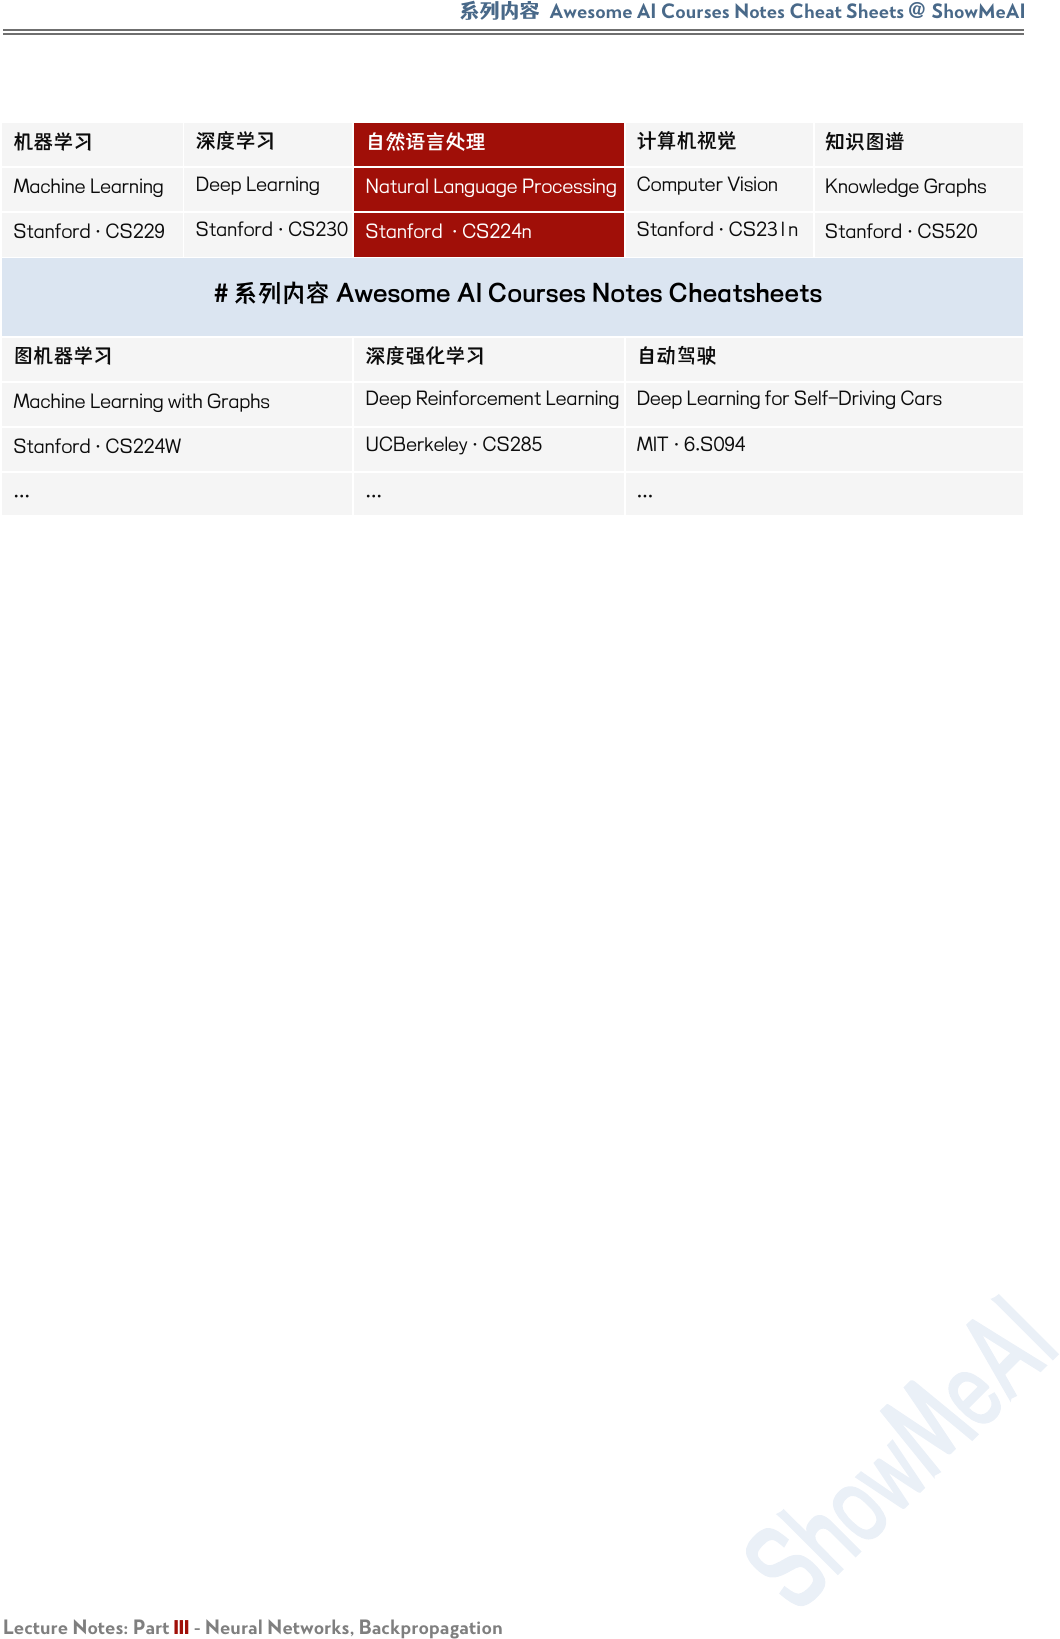 系列内容 Awesome AI Courses Notes Cheat Sheets @ ShowMeAI
机器学习 深度学习 自然语言处理 计算机视觉 知识图谱
Machine Learning Deep Learning Natural Language Processing Computer Vision Knowledge Graphs
Stanford · CS229 Stanford · CS230 Stanford · CS224n Stanford · CS231n Stanford · CS520
# 系列内容 Awesome AI Courses Notes Cheatsheets
图机器学习 深度强化学习 自动驾驶
Machine Learning with Graphs Deep Reinforcement Learning Deep Learning for Self-Driving Cars
Stanford · CS224W UCBerkeley · CS285 MIT · 6.S094
... ... ...
ShowMeAI
Lecture Notes: Part III - Neural Networks, Backpropagation